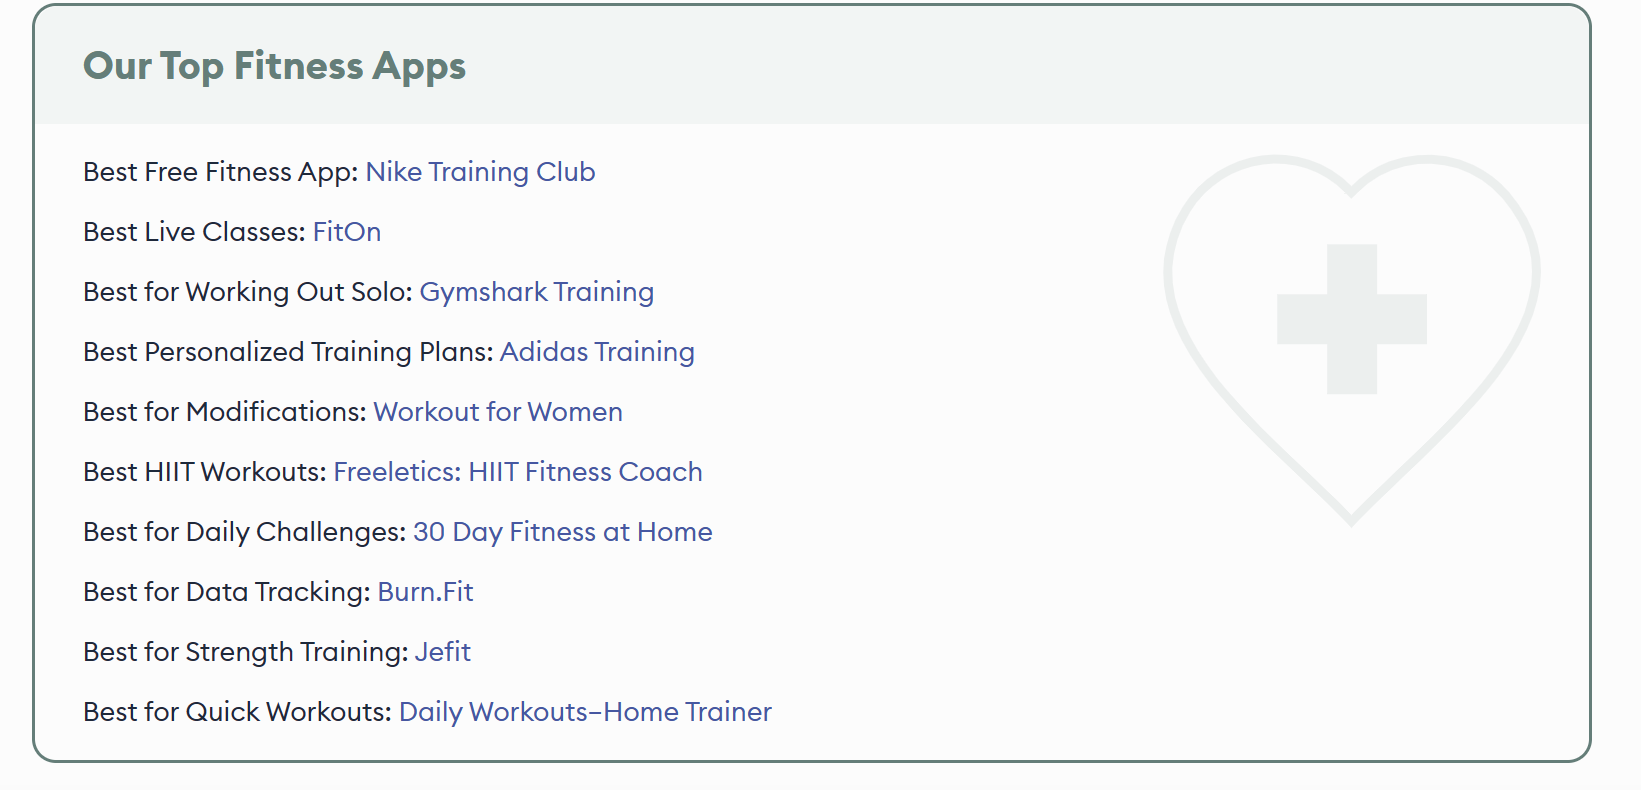 Our Top Fitness Apps
Best Free Fitness App: Nike Training Club
Best Live Classes: FitOn
Best for Working Out Solo: Gymshark Training
Best Personalized Training Plans: Adidas Training
Best for Modifications: Workout for Women
Best HIIT Workouts: Freeletics: HIIT Fitness Coach
Best for Daily Challenges: 30 Day Fitness at Home
Best for Data Tracking: Burn.Fit
Best for Strength Training: Jefit
Best for Quick Workouts: Daily Workouts–Home Trainer